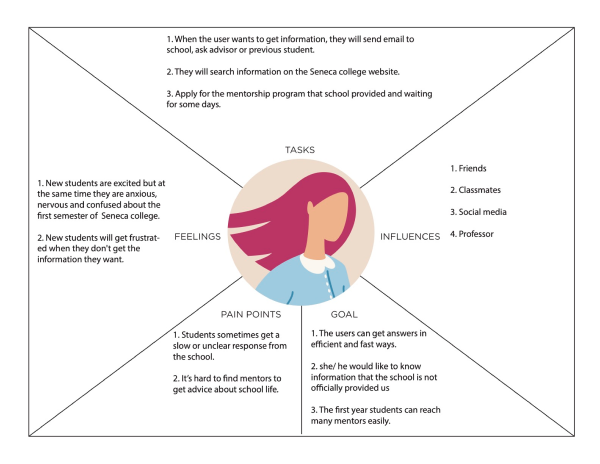 1. When the user wants to get information, they will send email to
school, ask advisor or previous student.
2. They will search information on the Seneca college website.
3. Apply for the mentorship program that school provided and waiting
for some days.
TASKS
1. New students are excited but at
the same time they are anxious,
nervous and confused about the
first semester of Seneca college.
2. New students will get frustrat-
ed when they don't get the
information they want.
FEELINGS
INFLUENCES
1. Friends
2. Classmates
3. Social media
4. Professor
PAIN POINTS
1. Students sometimes get a
slow or unclear response from
the school.
2. It's hard to find mentors to
get advice about school life.
GOAL
1. The users can get answers in
efficient and fast ways.
2. she/ he would like to know
information that the school is not
officially provided us
3. The first year students can reach
many mentors easily.